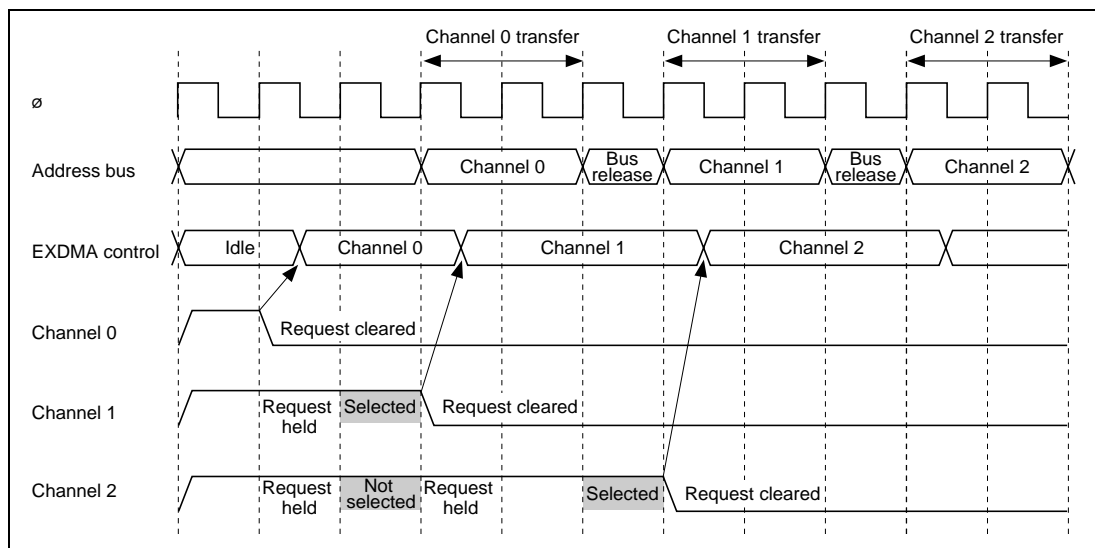 Channel 0 transfer Channel 1 transfer Channel 2 transfer
ø
Address bus Channel 0 Bus release Channel 1 Bus release Channel 2
EXDMA control Idle Channel 0 Channel 1 Channel 2
Channel 0 Request cleared
Channel 1 Request held Selected Request cleared
Channel 2 Request held Not selected Request held Selected Request cleared